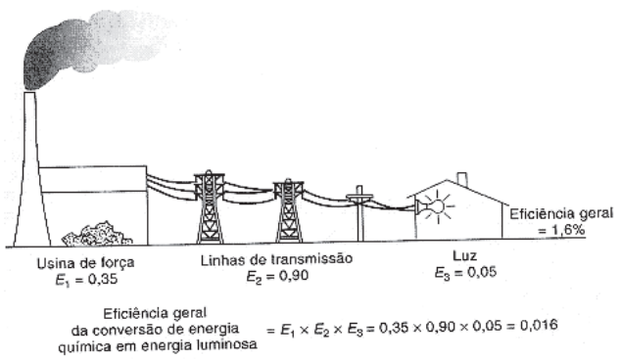 Eficiência geral
= 1,6%
Usina de força
E₁ = 0,35
Linhas de transmissão
E₂ = 0,90
Luz
E₃ = 0,05
Eficiência geral
da conversão de energia
química em energia luminosa
= E₁ × E₂ × E₃ = 0,35 × 0,90 × 0,05 = 0,016